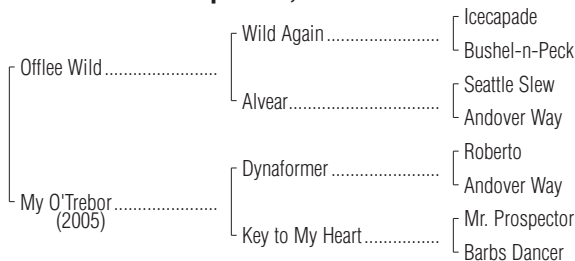 Icecapade
Wild Again
Bushel-n-Peck
Offlee Wild
Seattle Slew
Alvear
Andover Way
Roberto
Dynaformer
Andover Way
My O'Trebor
(2005)
Mr. Prospector
Key to My Heart
Barbs Dancer